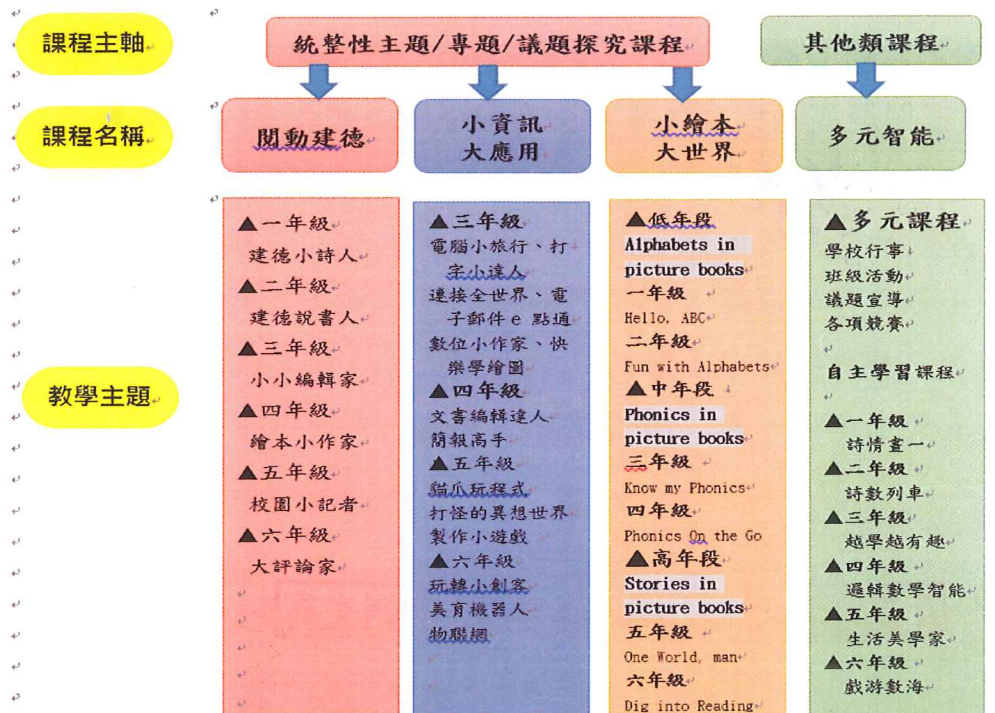 課程主軸
統整性主題/專題/議題探究課程
其他類課程
課程名稱
閱動建德
小資訊
大應用
小繪本
大世界
多元智能
教學主題
▲一年級
建德小詩人
▲二年級
建德說書人
▲三年級
小小編輯家
▲四年級
繪本小作家
▲五年級
校園小記者
▲六年級
大評論家
▲三年級
電腦小旅行、打
字小達人
連接全世界、電
子郵件 e 點通
數位小作家、快
樂學繪圖
▲四年級
文書編輯達人
簡報高手
▲五年級
貓爪玩程式
打怪的異想世界
製作小遊戲
▲六年級
玩轉小創客
美育機器人
物聯網
▲低年段
Alphabets in
picture books
一年級
Hello, ABC
二年級
Fun with Alphabets
▲中年段
Phonics in
picture books
三年級
Know my Phonics
四年級
Phonics On the Go
▲高年段
Stories in
picture books
五年級
One World, man
六年級
Dig into Reading
▲多元課程
學校行事
班級活動
議題宣導
各項競賽
自主學習課程
▲一年級
詩情畫一
▲二年級
詩數列車
▲三年級
越學越有趣
▲四年級
邏輯數學智能
▲五年級
生活美學家
▲六年級
戲游數海